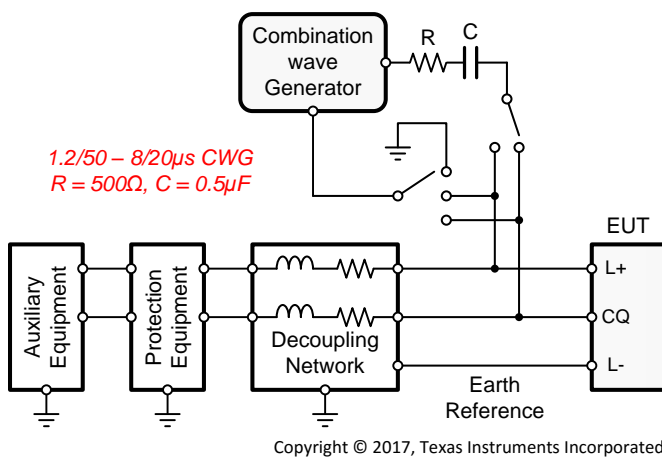 Combination
wave
Generator
R
C
1.2/50 – 8/20µs CWG
R = 500Ω, C = 0.5µF
EUT
Auxiliary
Equipment
Protection
Equipment
Decoupling
Network
L+
CQ
L-
Earth
Reference
Copyright © 2017, Texas Instruments Incorporated